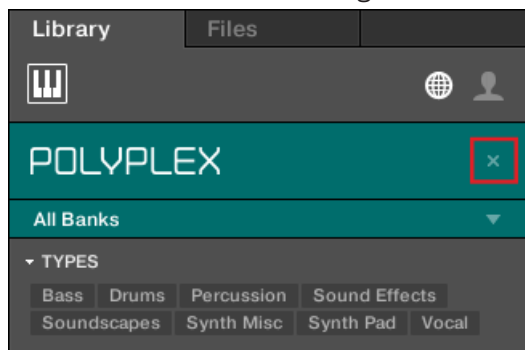 Library Files
POLYPLEX ×
All Banks
TYPES
Bass Drums Percussion Sound Effects
Soundscapes Synth Misc Synth Pad Vocal